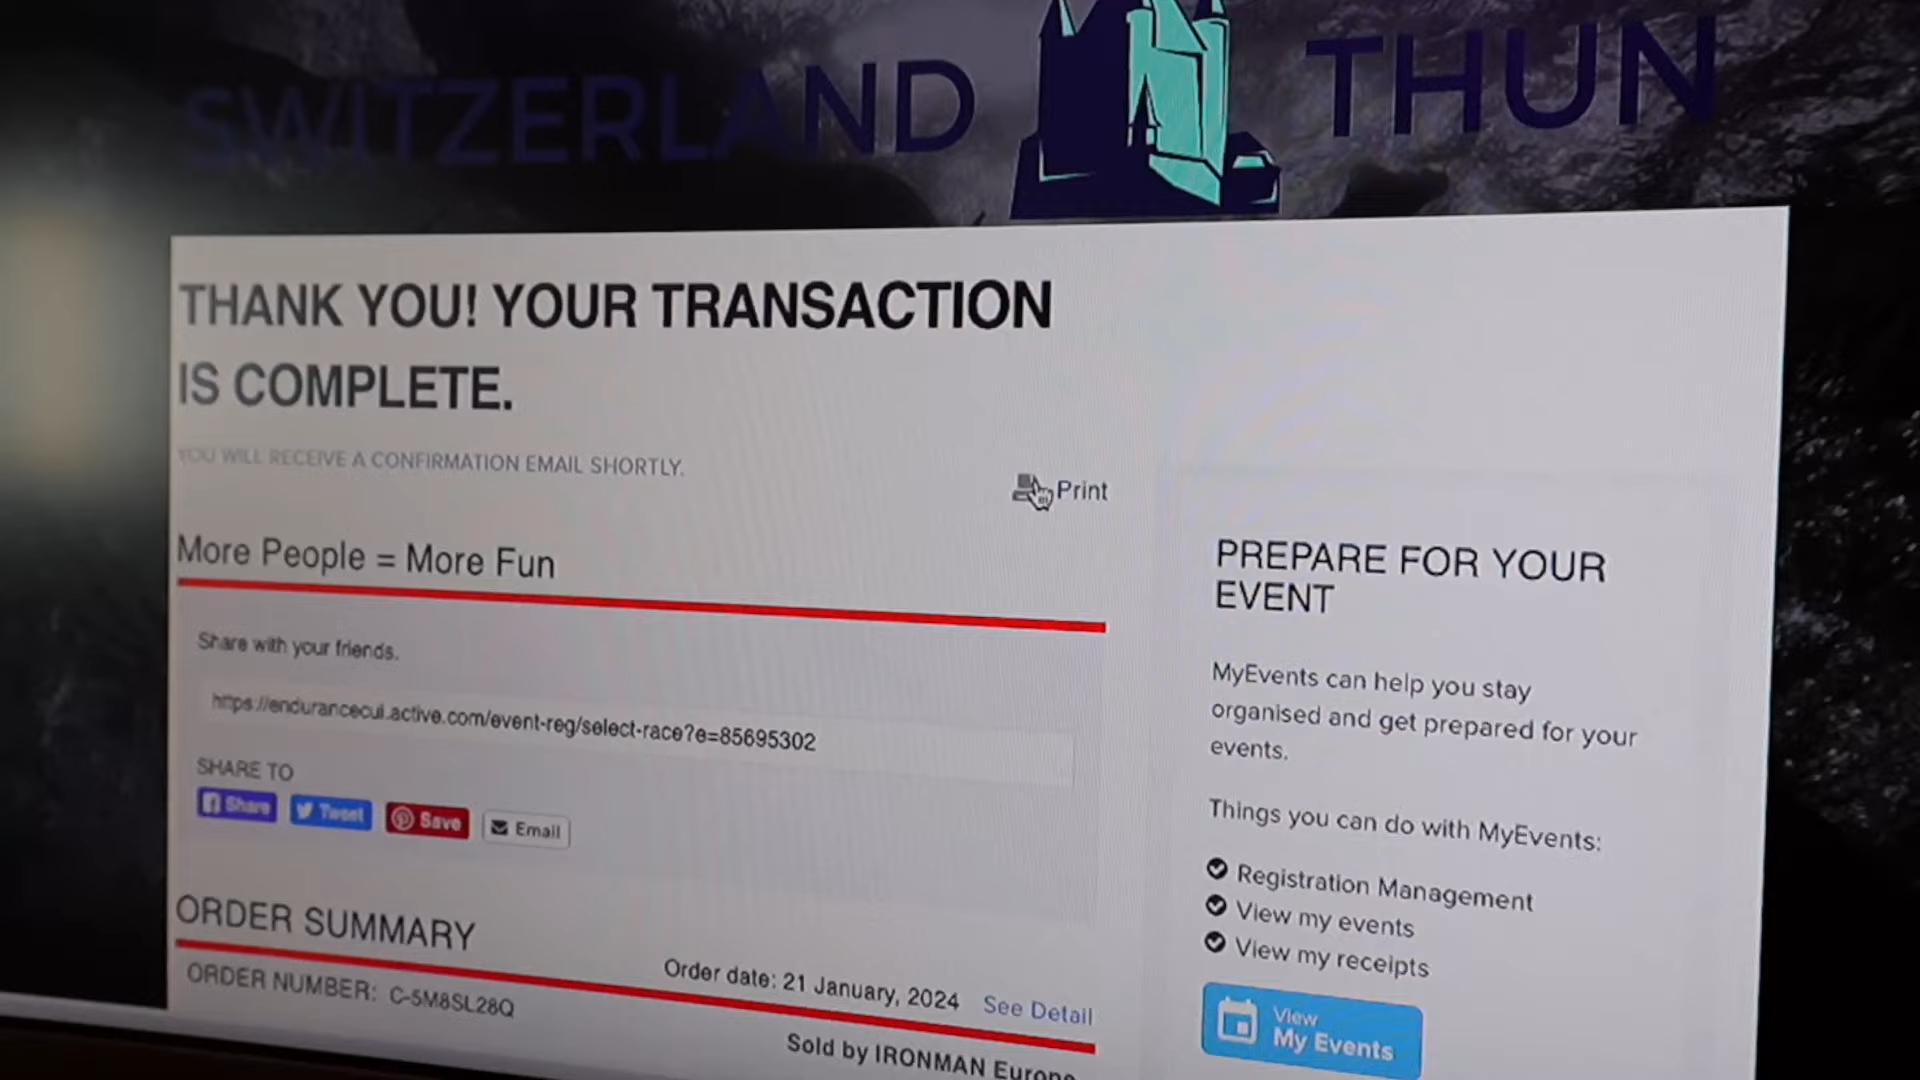 SWITZERLAND THUN
THANK YOU! YOUR TRANSACTION
IS COMPLETE.
YOU WILL RECEIVE A CONFIRMATION EMAIL SHORTLY.
Print
More People = More Fun
Share with your friends.
https://endurancecui.active.com/event-reg/select-race?e=85695302
SHARE TO
Share
Tweet
Save
Email
ORDER SUMMARY
Order date: 21 January, 2024 See Detail
ORDER NUMBER: C-5M8SL28Q
Sold by IRONMAN Europe
PREPARE FOR YOUR
EVENT
MyEvents can help you stay
organised and get prepared for your
events.
Things you can do with MyEvents:
Registration Management
View my events
View my receipts
View
My Events